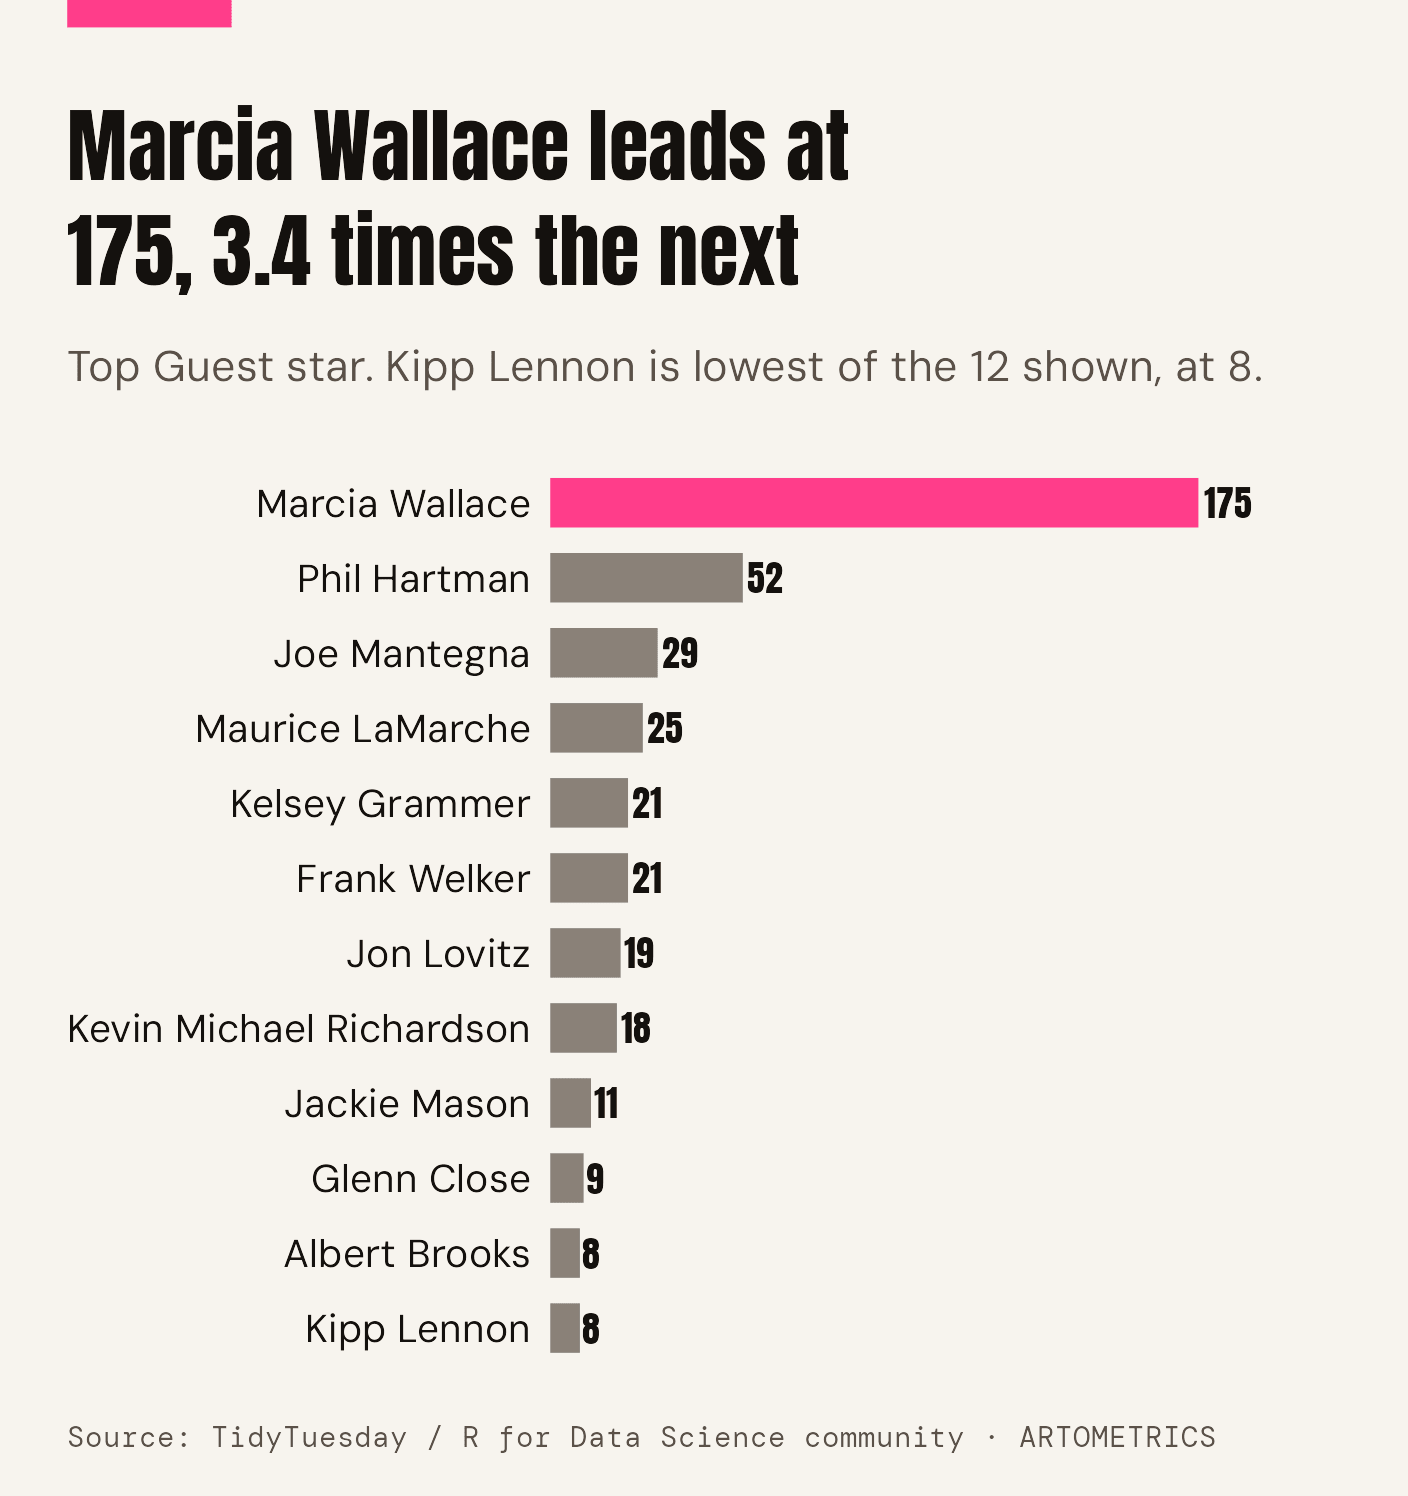 Marcia Wallace leads at
175, 3.4 times the next
Top Guest star. Kipp Lennon is lowest of the 12 shown, at 8.
Marcia Wallace 175
Phil Hartman 52
Joe Mantegna 29
Maurice LaMarche 25
Kelsey Grammer 21
Frank Welker 21
Jon Lovitz 19
Kevin Michael Richardson 18
Jackie Mason 11
Glenn Close 9
Albert Brooks 8
Kipp Lennon 8
Source: TidyTuesday / R for Data Science community · ARTOMETRICS